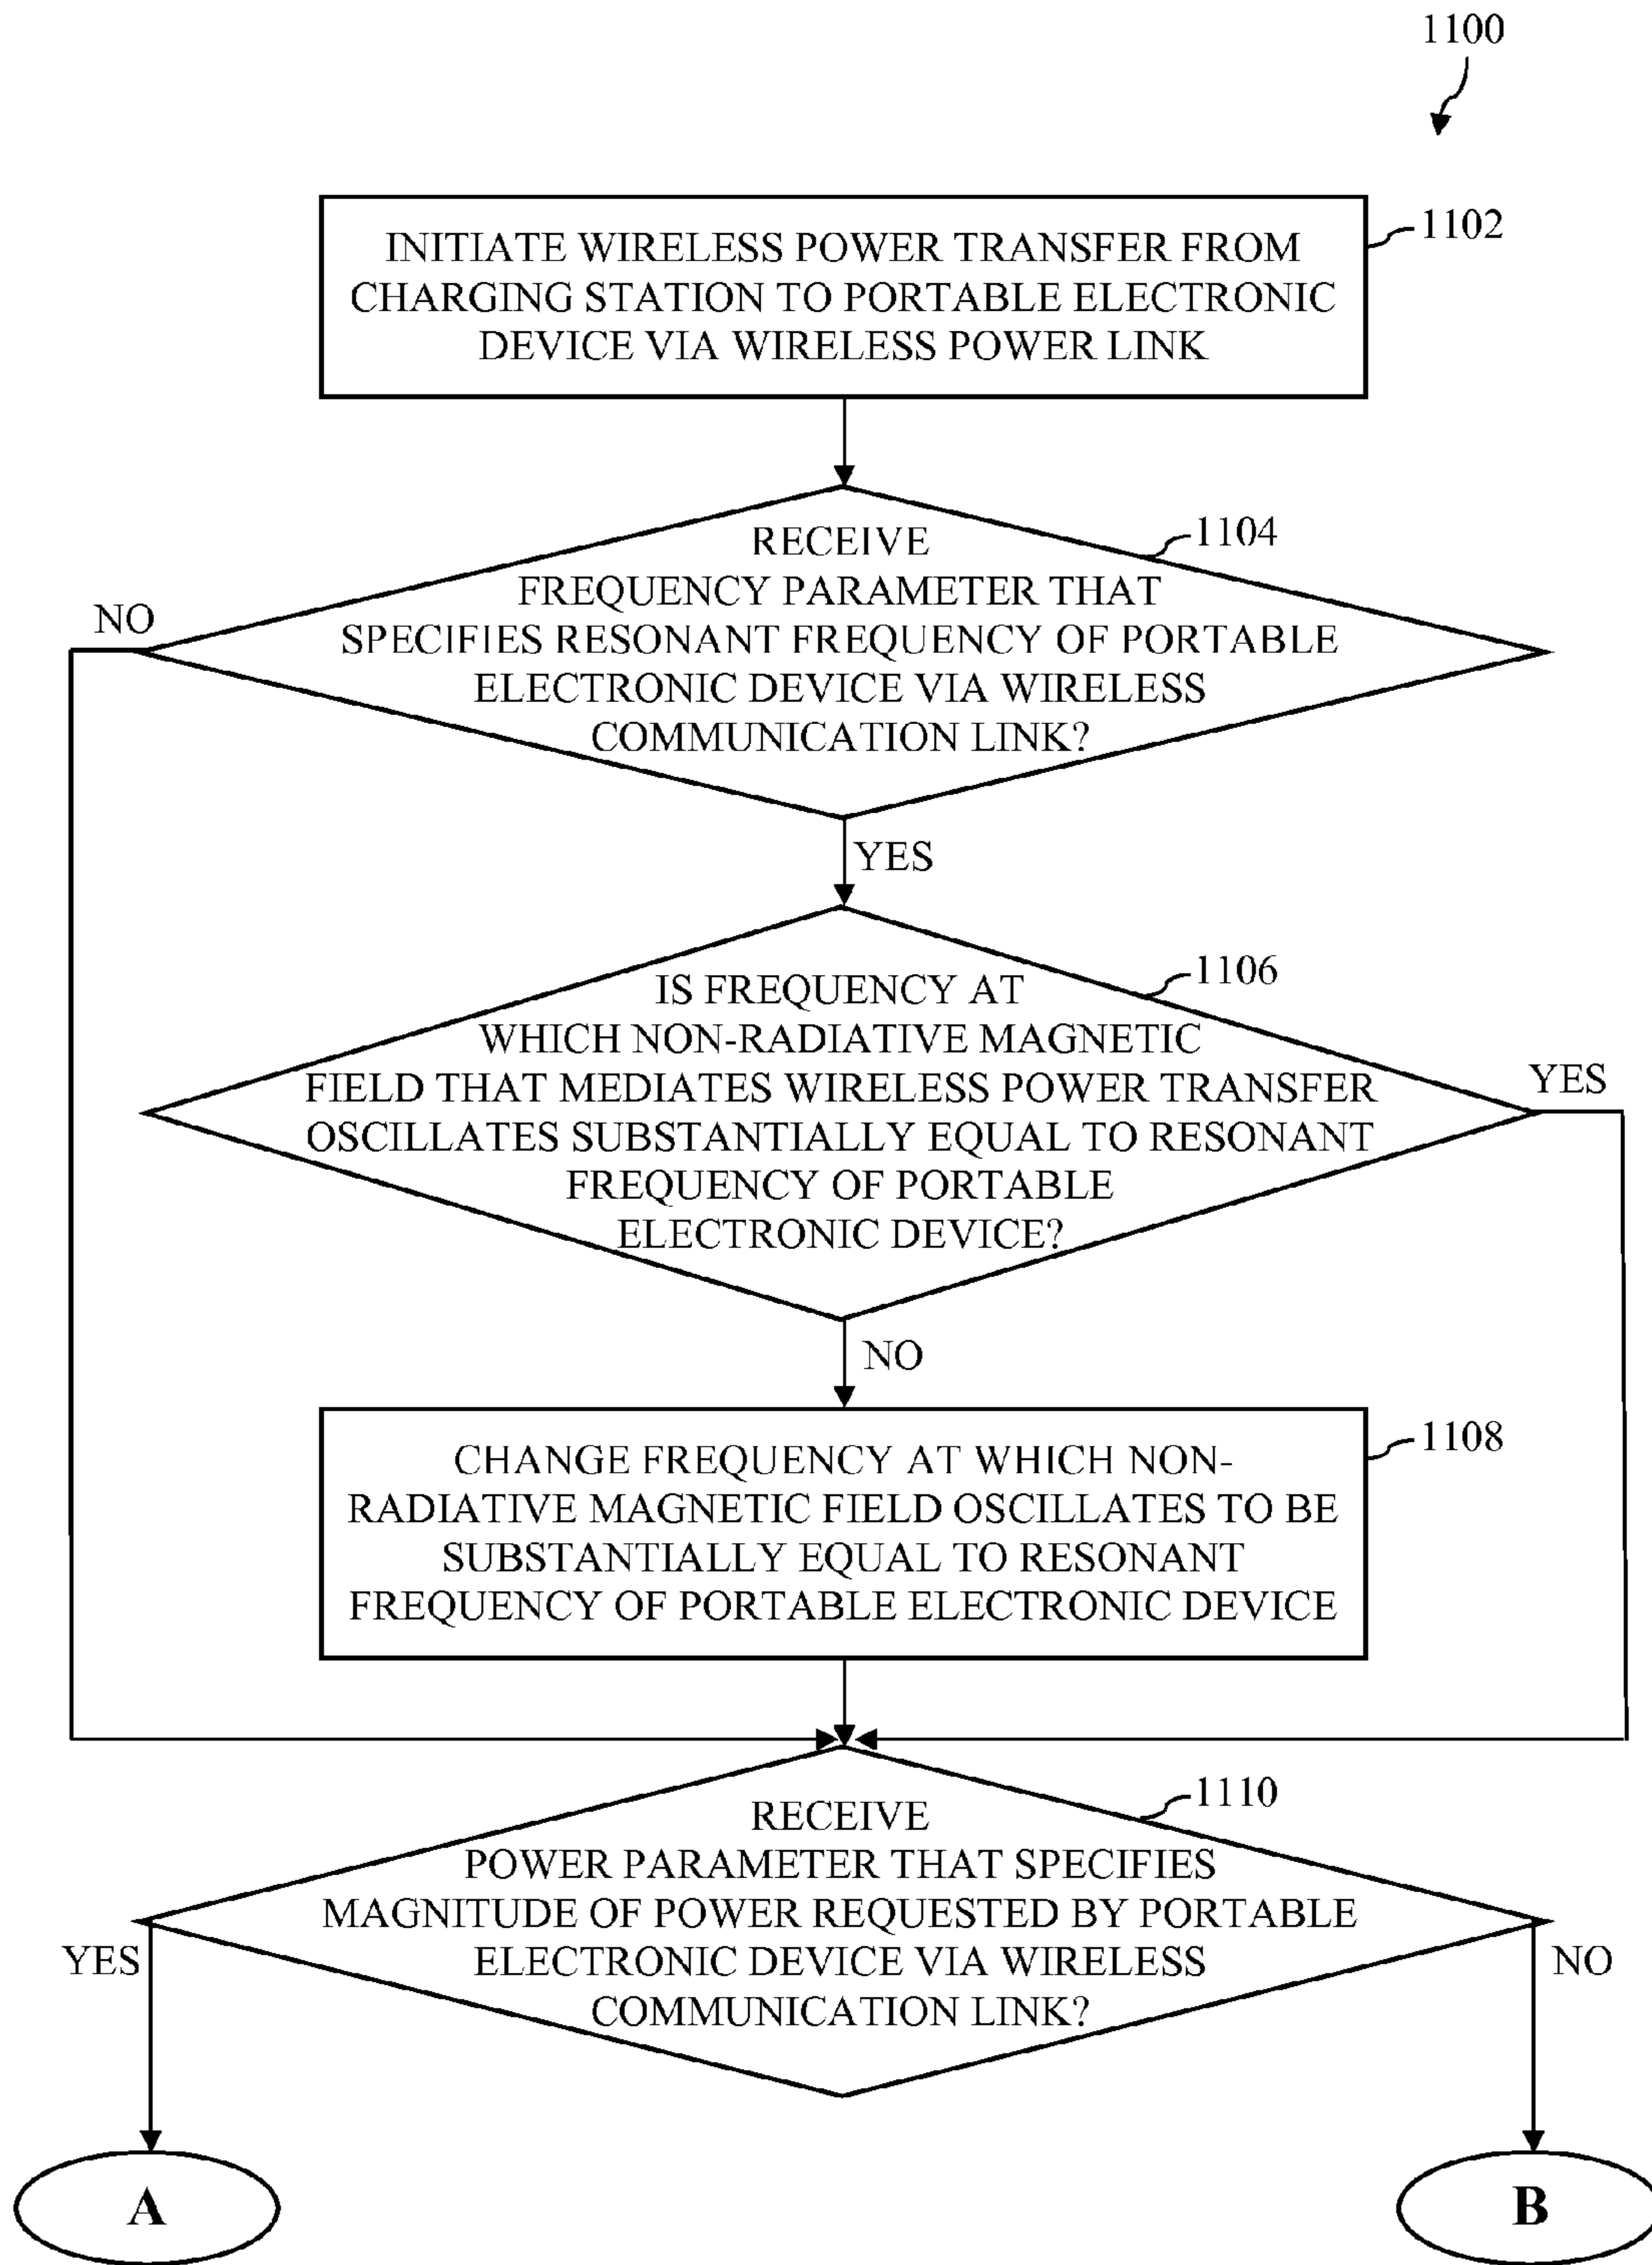 1100
INITIATE WIRELESS POWER TRANSFER FROM
CHARGING STATION TO PORTABLE ELECTRONIC
DEVICE VIA WIRELESS POWER LINK
1102
RECEIVE
FREQUENCY PARAMETER THAT
SPECIFIES RESONANT FREQUENCY OF PORTABLE
ELECTRONIC DEVICE VIA WIRELESS
COMMUNICATION LINK?
1104
NO
YES
IS FREQUENCY AT
WHICH NON-RADIATIVE MAGNETIC
FIELD THAT MEDIATES WIRELESS POWER TRANSFER
OSCILLATES SUBSTANTIALLY EQUAL TO RESONANT
FREQUENCY OF PORTABLE
ELECTRONIC DEVICE?
1106
YES
NO
CHANGE FREQUENCY AT WHICH NON-
RADIATIVE MAGNETIC FIELD OSCILLATES TO BE
SUBSTANTIALLY EQUAL TO RESONANT
FREQUENCY OF PORTABLE ELECTRONIC DEVICE
1108
RECEIVE
POWER PARAMETER THAT SPECIFIES
MAGNITUDE OF POWER REQUESTED BY PORTABLE
ELECTRONIC DEVICE VIA WIRELESS
COMMUNICATION LINK?
1110
YES
NO
A
B